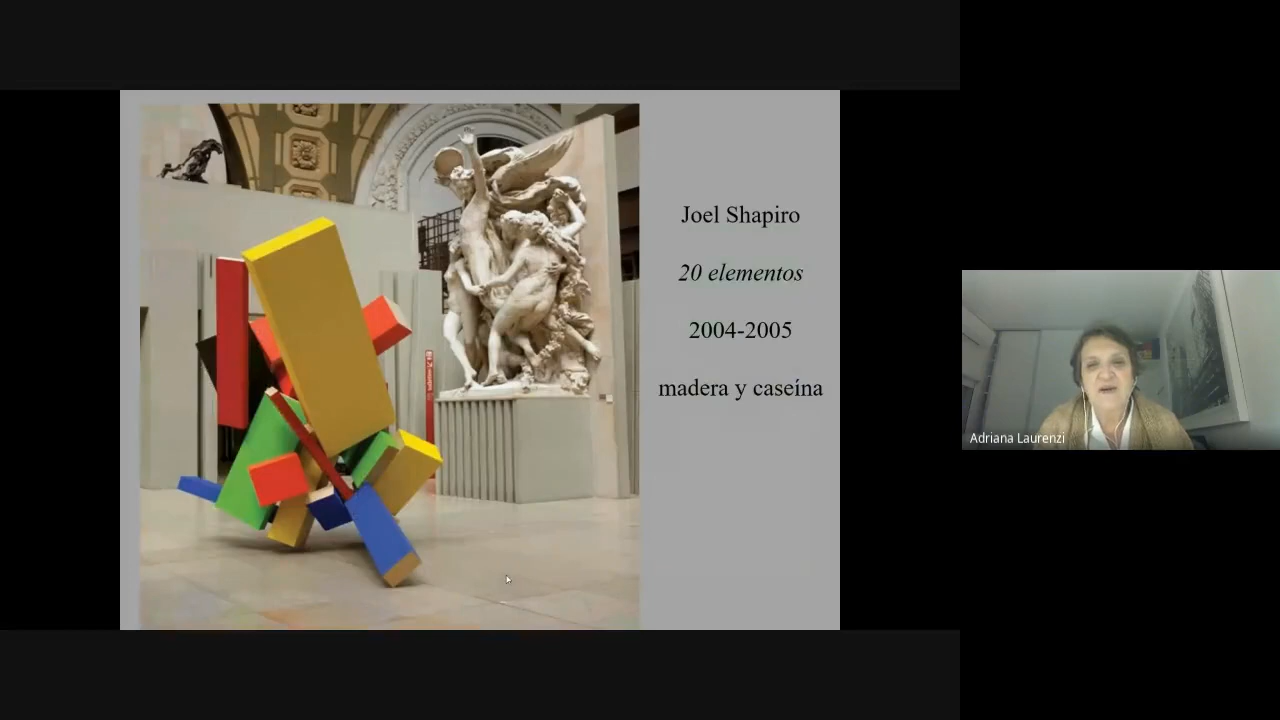 Joel Shapiro
20 elementos
2004-2005
madera y caseína
Adriana Laurenzi